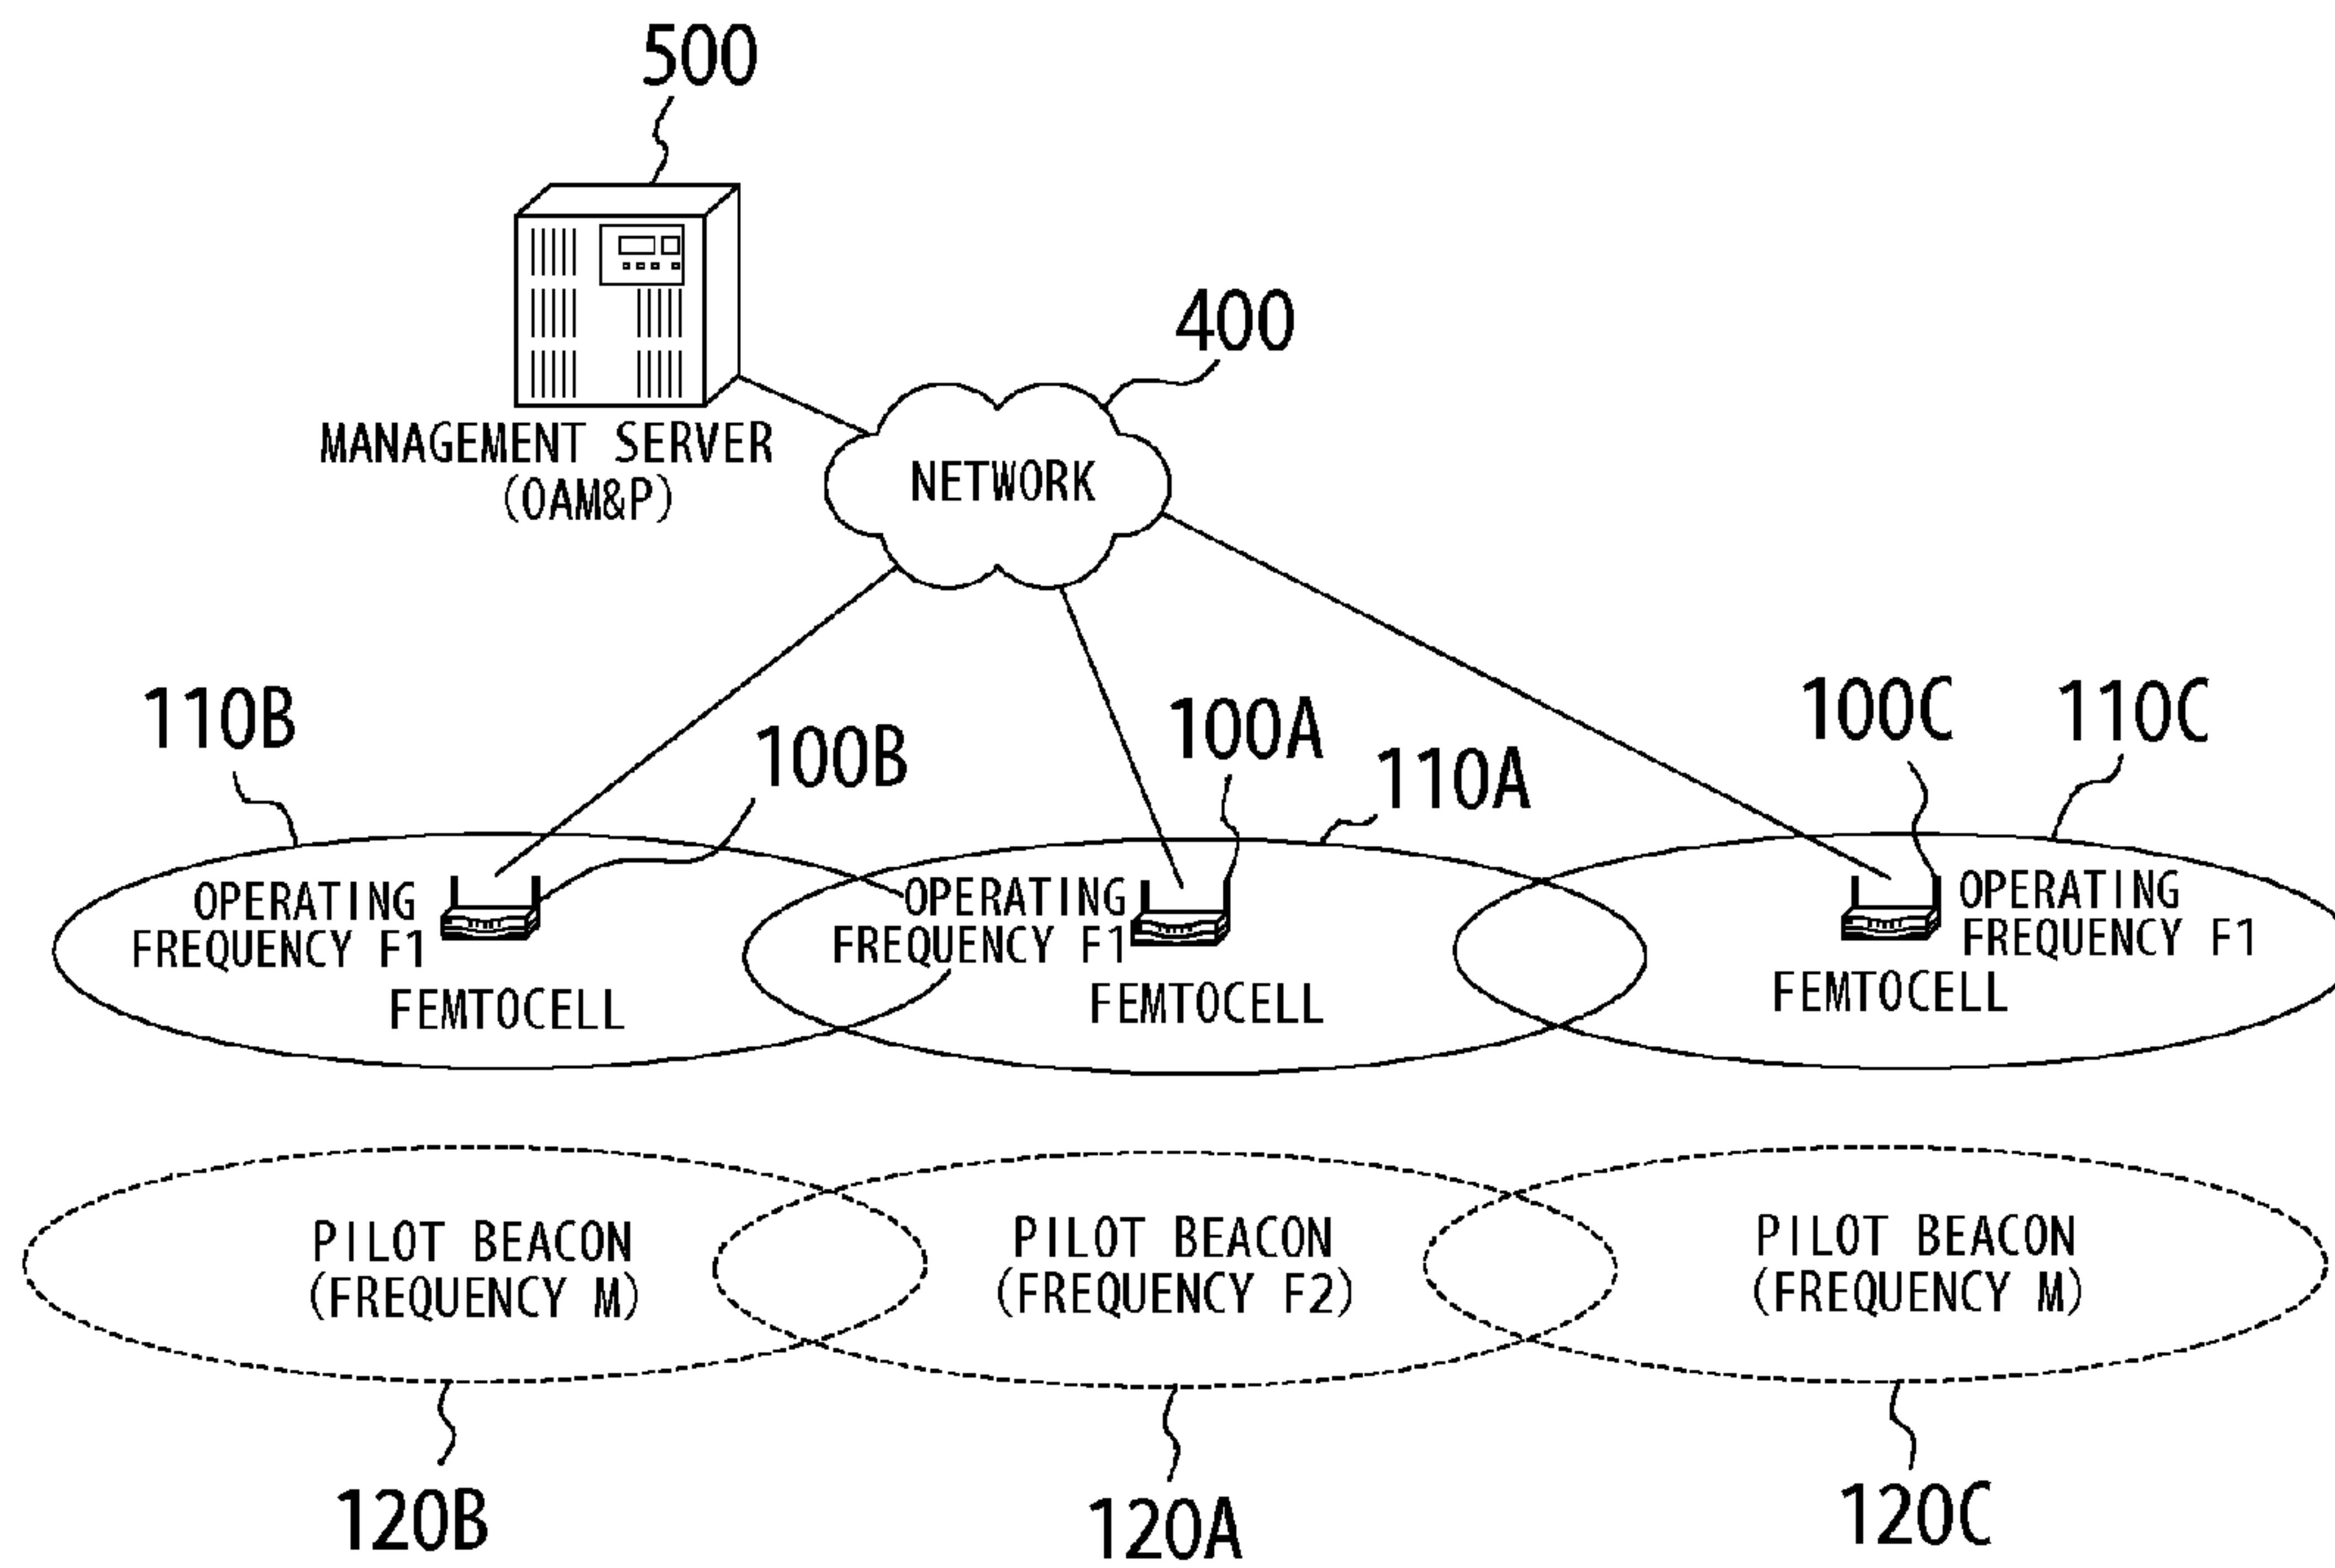 500
400
MANAGEMENT SERVER
(OAM&P)
NETWORK
110B
100B
100A
110A
100C
110C
OPERATING
FREQUENCY F1
FEMTOCELL
OPERATING
FREQUENCY F1
FEMTOCELL
OPERATING
FREQUENCY F1
FEMTOCELL
PILOT BEACON
(FREQUENCY M)
PILOT BEACON
(FREQUENCY F2)
PILOT BEACON
(FREQUENCY M)
120B
120A
120C